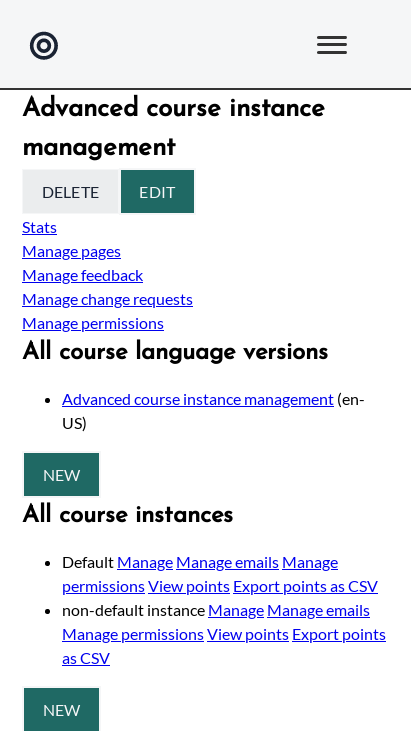 Advanced course instance
management
DELETE EDIT
Stats
Manage pages
Manage feedback
Manage change requests
Manage permissions
All course language versions
Advanced course instance management (en-
US)
NEW
All course instances
Default Manage Manage emails Manage
permissions View points Export points as CSV
non-default instance Manage Manage emails
Manage permissions View points Export points
as CSV
NEW